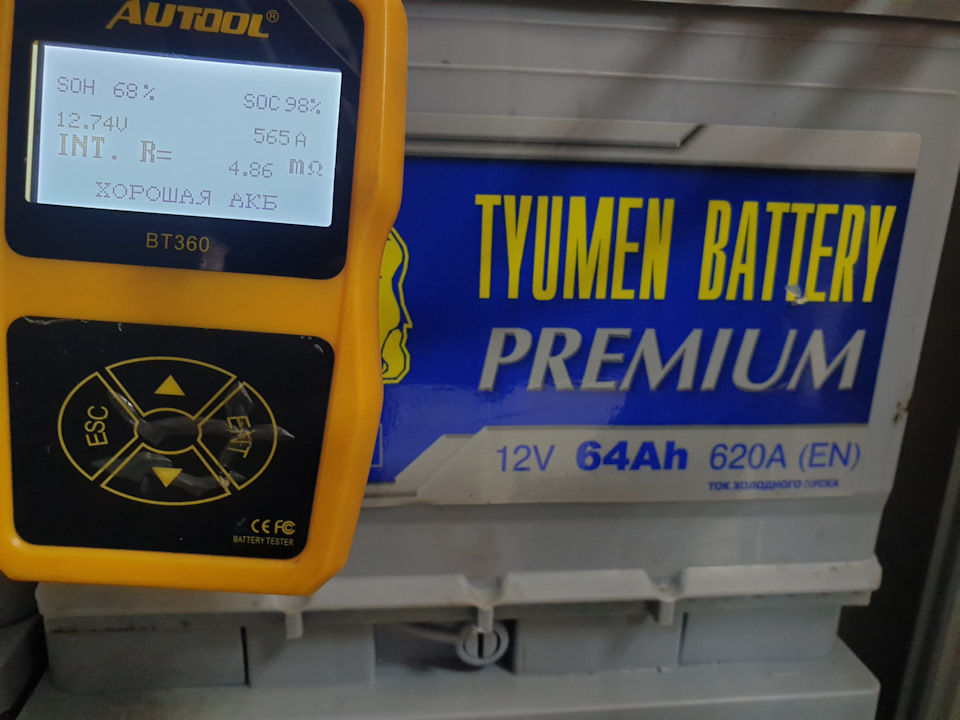 AUTOOL®
SOH 68%
SOC 98%
12.74V
565A
INT. R=
4.86 mΩ
ХОРОШАЯ АКБ
BT360
ESC
ENT
CE FC
BATTERY TESTER
TYUMEN BATTERY
PREMIUM
12V 64Ah 620A (EN)
ТОК ХОЛОДНОГО ПУСКА